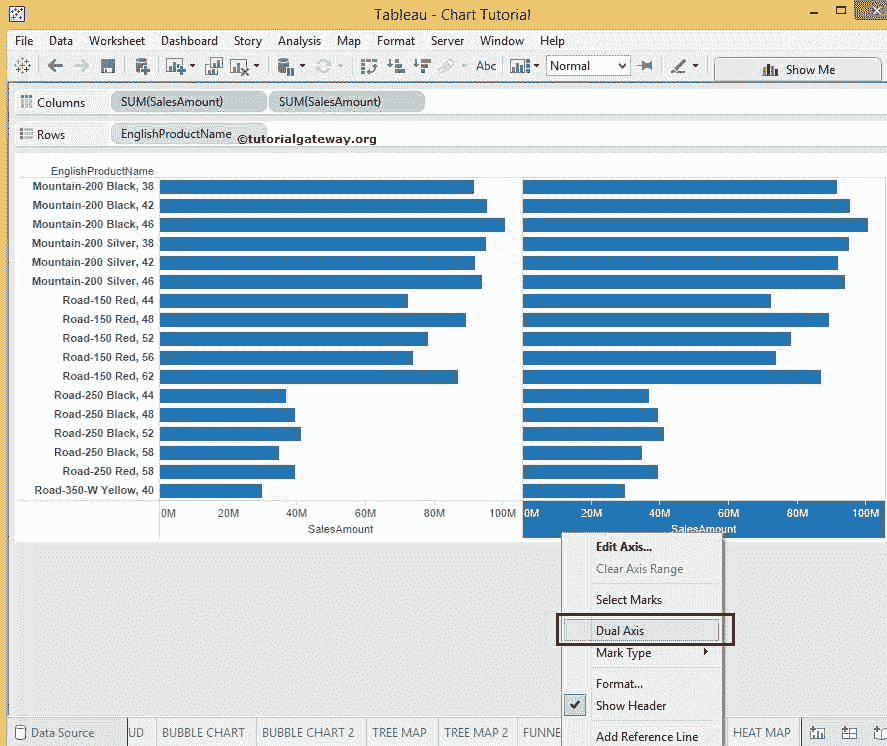 Tableau - Chart Tutorial
File Data Worksheet Dashboard Story Analysis Map Format Server Window Help
Abc Normal Show Me
Columns SUM(SalesAmount) SUM(SalesAmount)
Rows EnglishProductName
©tutorialgateway.org
EnglishProductName
Mountain-200 Black, 38
Mountain-200 Black, 42
Mountain-200 Black, 46
Mountain-200 Silver, 38
Mountain-200 Silver, 42
Mountain-200 Silver, 46
Road-150 Red, 44
Road-150 Red, 48
Road-150 Red, 52
Road-150 Red, 56
Road-150 Red, 62
Road-250 Black, 44
Road-250 Black, 48
Road-250 Black, 52
Road-250 Black, 58
Road-250 Red, 58
Road-350-W Yellow, 40
0M 20M 40M 60M 80M 100M 0M 20M 40M 60M 80M 100M
SalesAmount SalesAmount
Edit Axis...
Clear Axis Range
Select Marks
Dual Axis
Mark Type
Format...
Show Header
Add Reference Line
Data Source UD BUBBLE CHART BUBBLE CHART 2 TREE MAP TREE MAP 2 FUNNE HEAT MAP